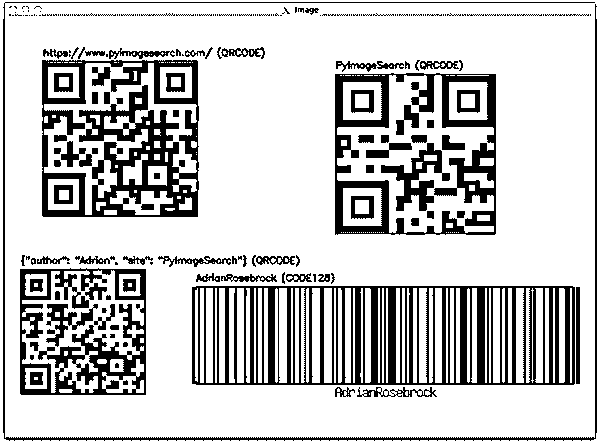 Image
https://www.pyimagesearch.com/ (QRCODE)
PyImageSearch (QRCODE)
{"author": "Adrian", "site": "PyImageSearch"} (QRCODE)
AdrianRosebrock (CODE128)
AdrianRosebrock